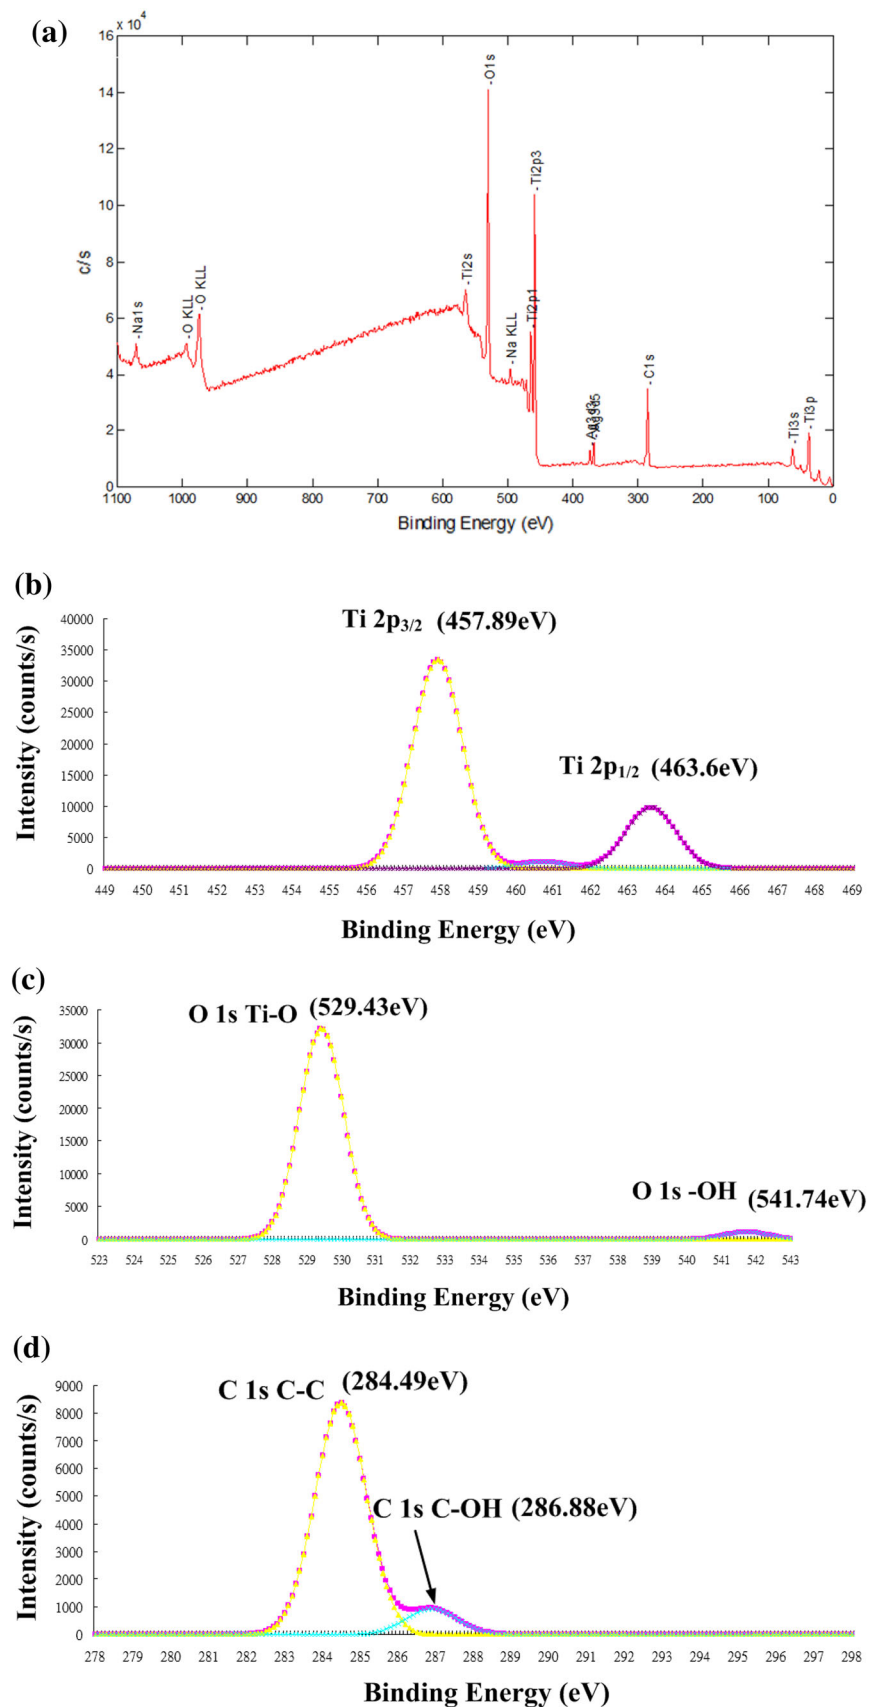 (a)
16 x 10⁴
14
12
10
8
6
4
2
0
c/s
-Na1s
-O KLL
-O KLL
-Ti2s
-O1s
-Na KLL
-Ti2p1
-Ti2p3
-Ag3d5
-C1s
-Ti3s
-Ti3p
1100 1000 900 800 700 600 500 400 300 200 100 0
Binding Energy (eV)
(b)
Ti 2p3/2 (457.89eV)
Ti 2p1/2 (463.6eV)
40000
35000
30000
25000
20000
15000
10000
5000
0
Intensity (counts/s)
449 450 451 452 453 454 455 456 457 458 459 460 461 462 463 464 465 466 467 468 469
Binding Energy (eV)
(c)
O 1s Ti-O (529.43eV)
O 1s -OH (541.74eV)
35000
30000
25000
20000
15000
10000
5000
0
Intensity (counts/s)
523 524 525 526 527 528 529 530 531 532 533 534 535 536 537 538 539 540 541 542 543
Binding Energy (eV)
(d)
C 1s C-C (284.49eV)
C 1s C-OH (286.88eV)
9000
8000
7000
6000
5000
4000
3000
2000
1000
0
Intensity (counts/s)
278 279 280 281 282 283 284 285 286 287 288 289 290 291 292 293 294 295 296 297 298
Binding Energy (eV)